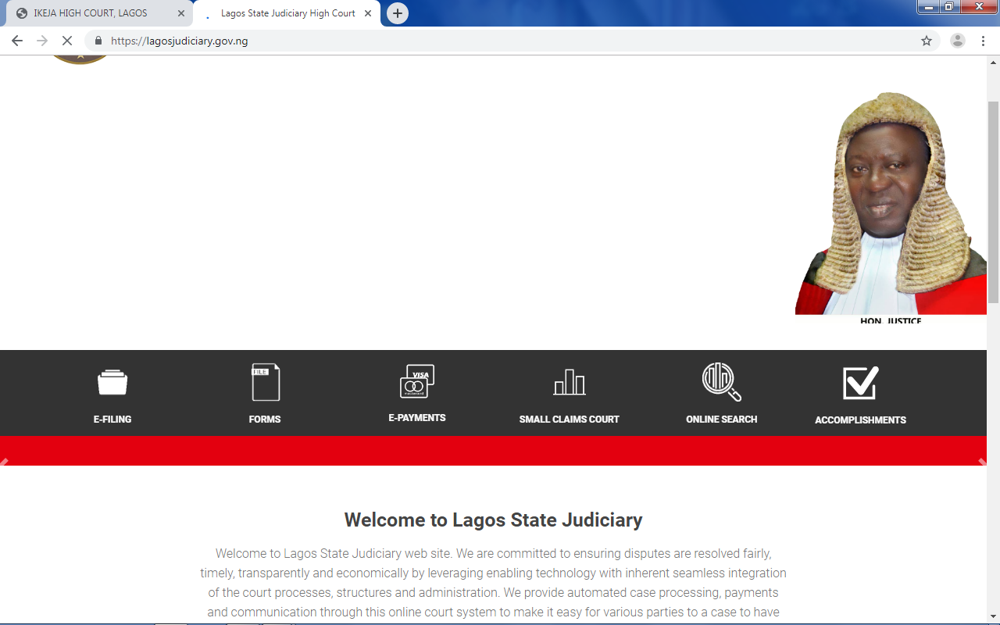 IKEJA HIGH COURT, LAGOS
Lagos State Judiciary High Court
https://lagosjudiciary.gov.ng
HON. JUSTICE
FILE
VISA
mastercard
E-FILING
FORMS
E-PAYMENTS
SMALL CLAIMS COURT
ONLINE SEARCH
ACCOMPLISHMENTS
Welcome to Lagos State Judiciary
Welcome to Lagos State Judiciary web site. We are committed to ensuring disputes are resolved fairly,
timely, transparently and economically by leveraging enabling technology with inherent seamless integration
of the court processes, structures and administration. We provide automated case processing, payments
and communication through this online court system to make it easy for various parties to a case to have